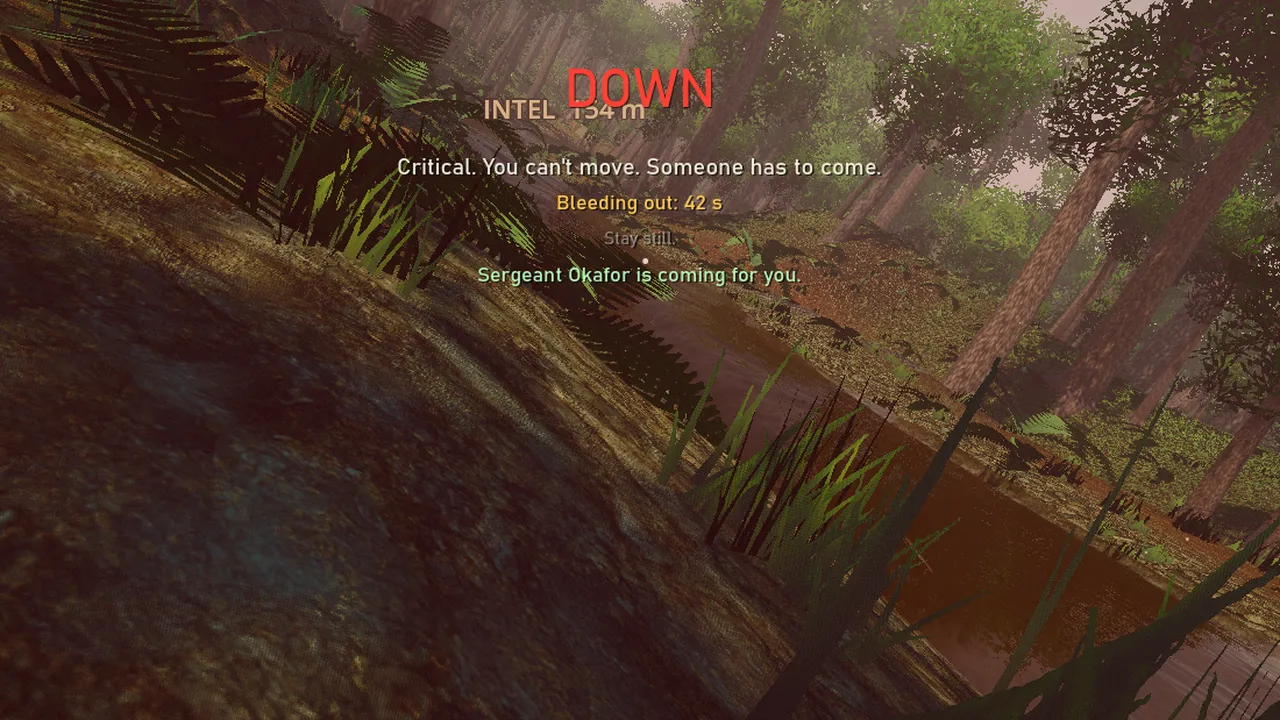 DOWN
INTEL 154 m
Critical. You can't move. Someone has to come.
Bleeding out: 42 s
Stay still.
Sergeant Okafor is coming for you.